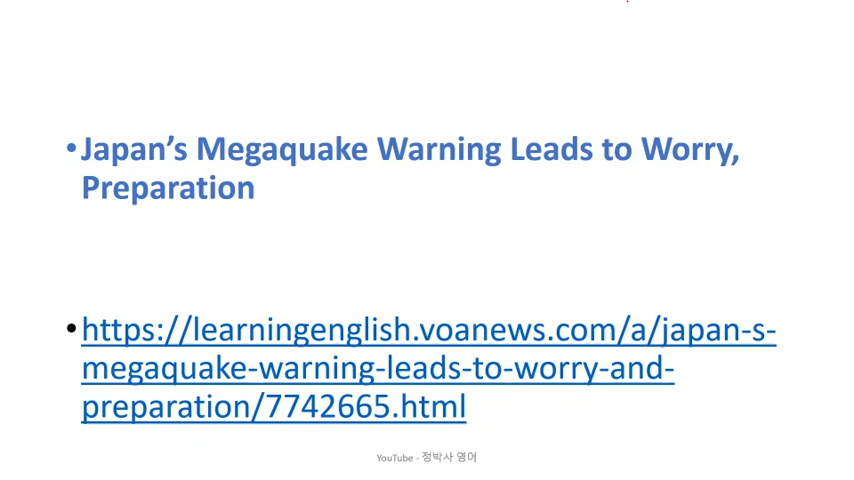 •Japan’s Megaquake Warning Leads to Worry,
Preparation
•https://learningenglish.voanews.com/a/japan-s-
megaquake-warning-leads-to-worry-and-
preparation/7742665.html
YouTube - 정박사 영어